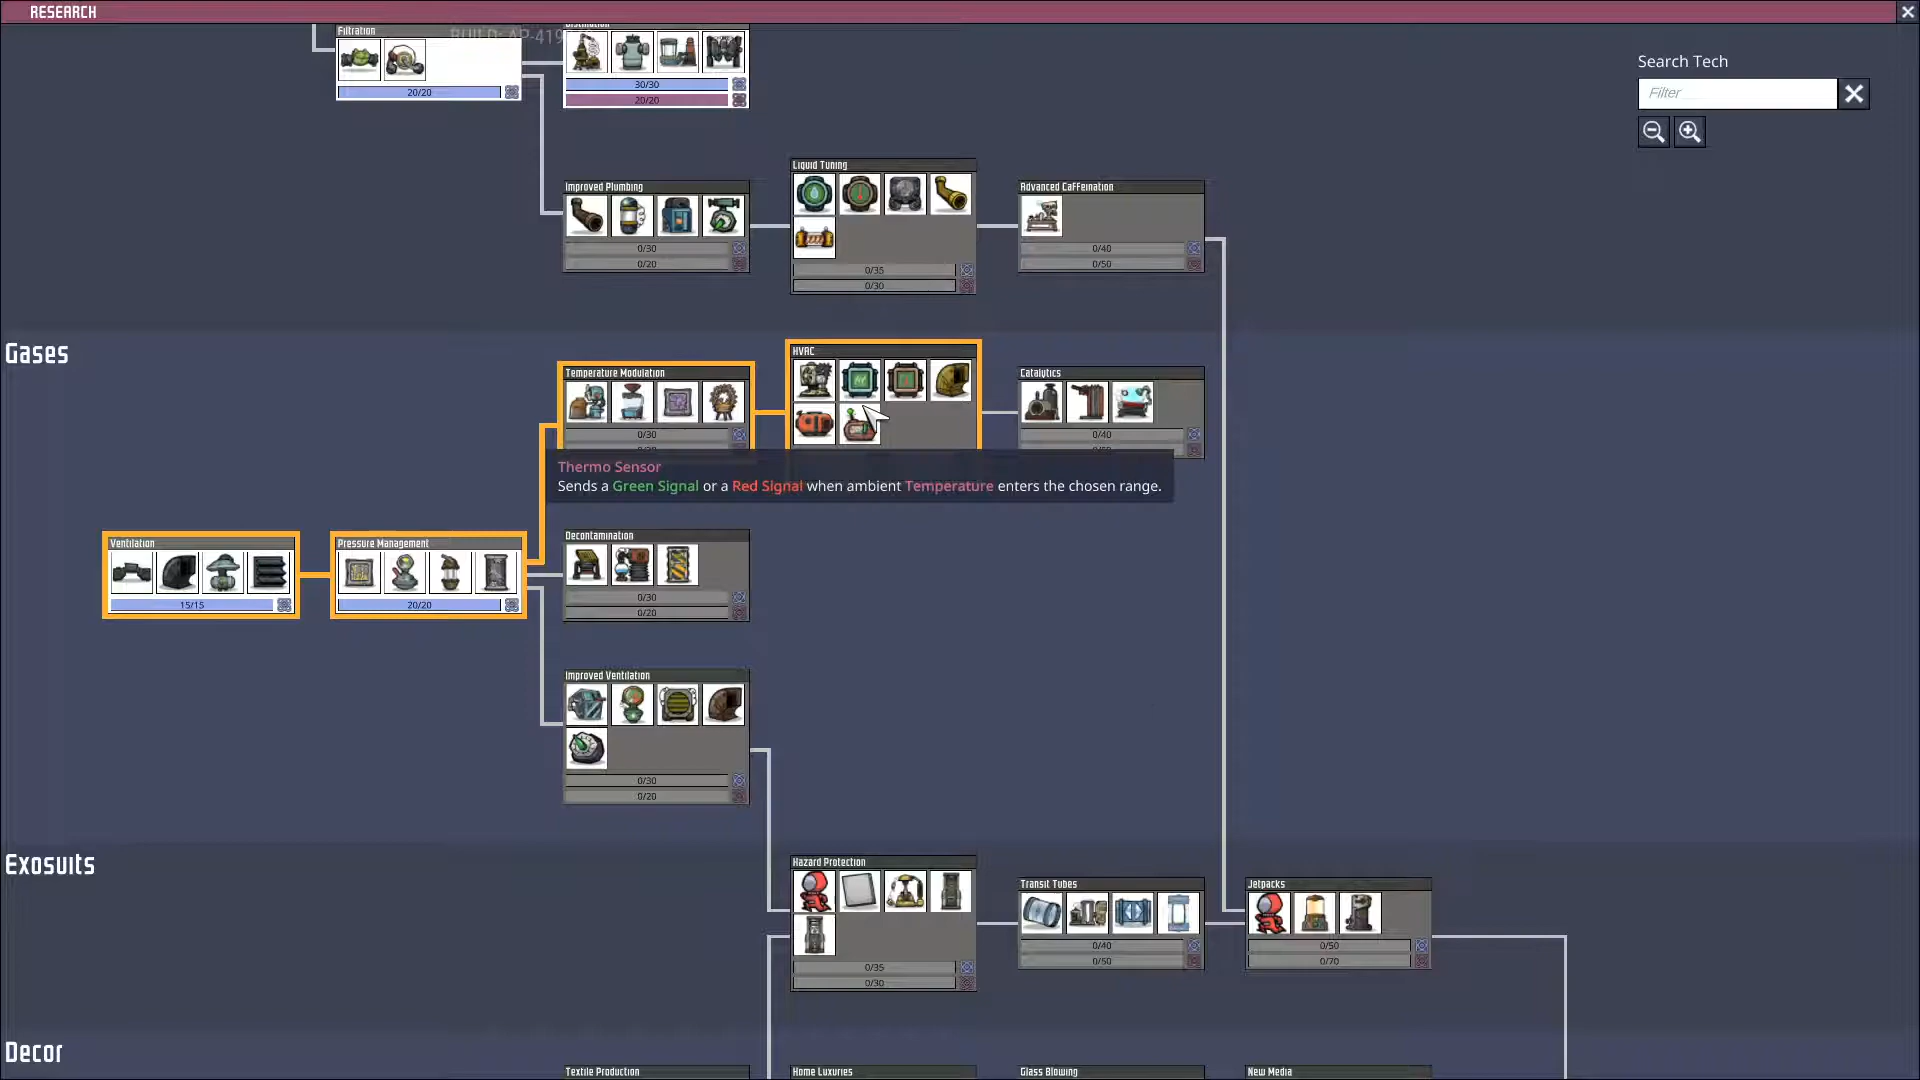 RESEARCH
Filtration
BUILD: AP-419
Distillation
20/20
30/30
20/20
Search Tech
Filter
Improved Plumbing
0/30
0/20
Liquid Tuning
0/35
0/30
Advanced Caffeination
0/40
0/50
Gases
Temperature Modulation
0/30
HVAC
Catalytics
0/40
Thermo Sensor
Sends a Green Signal or a Red Signal when ambient Temperature enters the chosen range.
Ventilation
15/15
Pressure Management
20/20
Decontamination
0/30
0/20
Improved Ventilation
0/30
0/20
Exosuits
Hazard Protection
0/35
0/30
Transit Tubes
0/40
0/50
Jetpacks
0/50
0/70
Decor
Textile Production
Home Luxuries
Glass Blowing
New Media